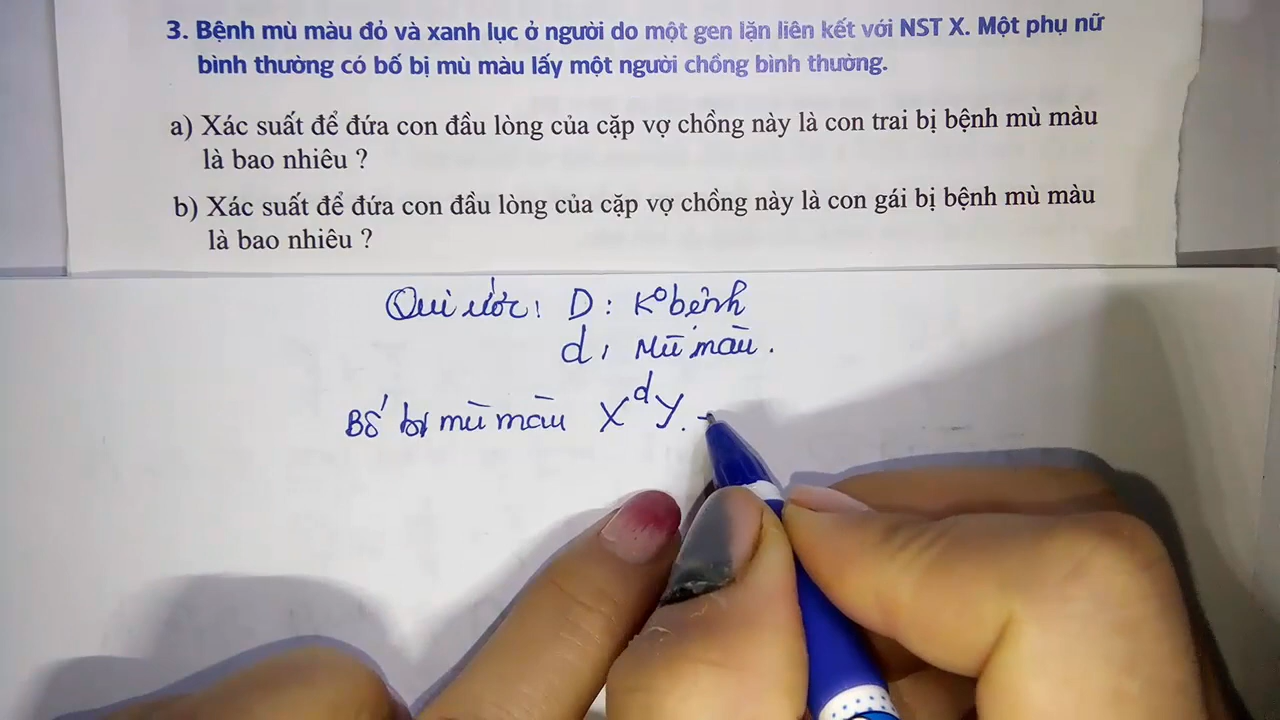 3. Bệnh mù màu đỏ và xanh lục ở người do một gen lặn liên kết với NST X. Một phụ nữ
bình thường có bố bị mù màu lấy một người chồng bình thường.
a) Xác suất để đứa con đầu lòng của cặp vợ chồng này là con trai bị bệnh mù màu
là bao nhiêu ?
b) Xác suất để đứa con đầu lòng của cặp vợ chồng này là con gái bị bệnh mù màu
là bao nhiêu ?
Qui ước: D : K⁰ bệnh
d : Mù màu.
Bố bị mù màu XᵈY.